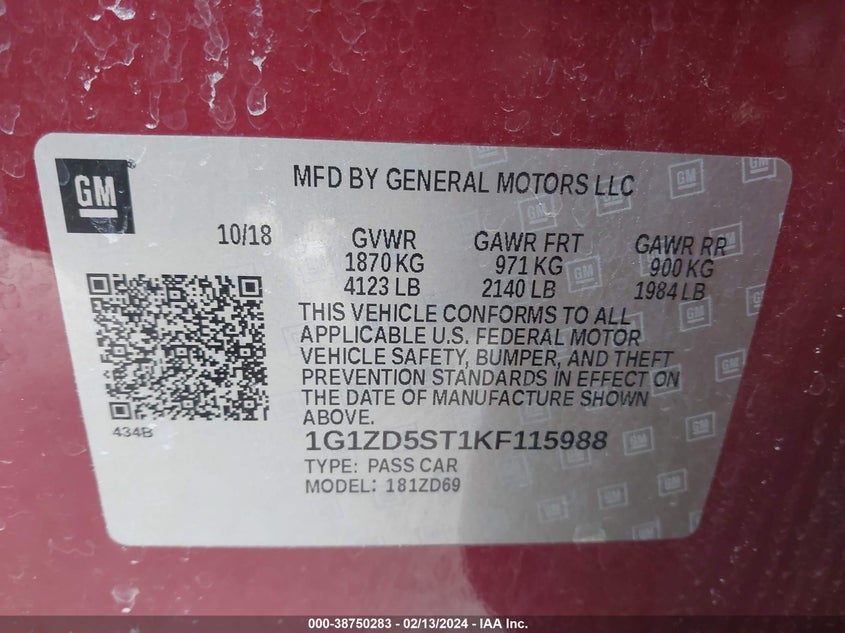 GM
MFD BY GENERAL MOTORS LLC
10/18 GVWR GAWR FRT GAWR RR
1870 KG 971 KG 900 KG
4123 LB 2140 LB 1984 LB
THIS VEHICLE CONFORMS TO ALL
APPLICABLE U.S. FEDERAL MOTOR
VEHICLE SAFETY, BUMPER, AND THEFT
PREVENTION STANDARDS IN EFFECT ON
THE DATE OF MANUFACTURE SHOWN
ABOVE.
434B
1G1ZD5ST1KF115988
TYPE: PASS CAR
MODEL: 181ZD69
000-38750283 - 02/13/2024 - IAA Inc.